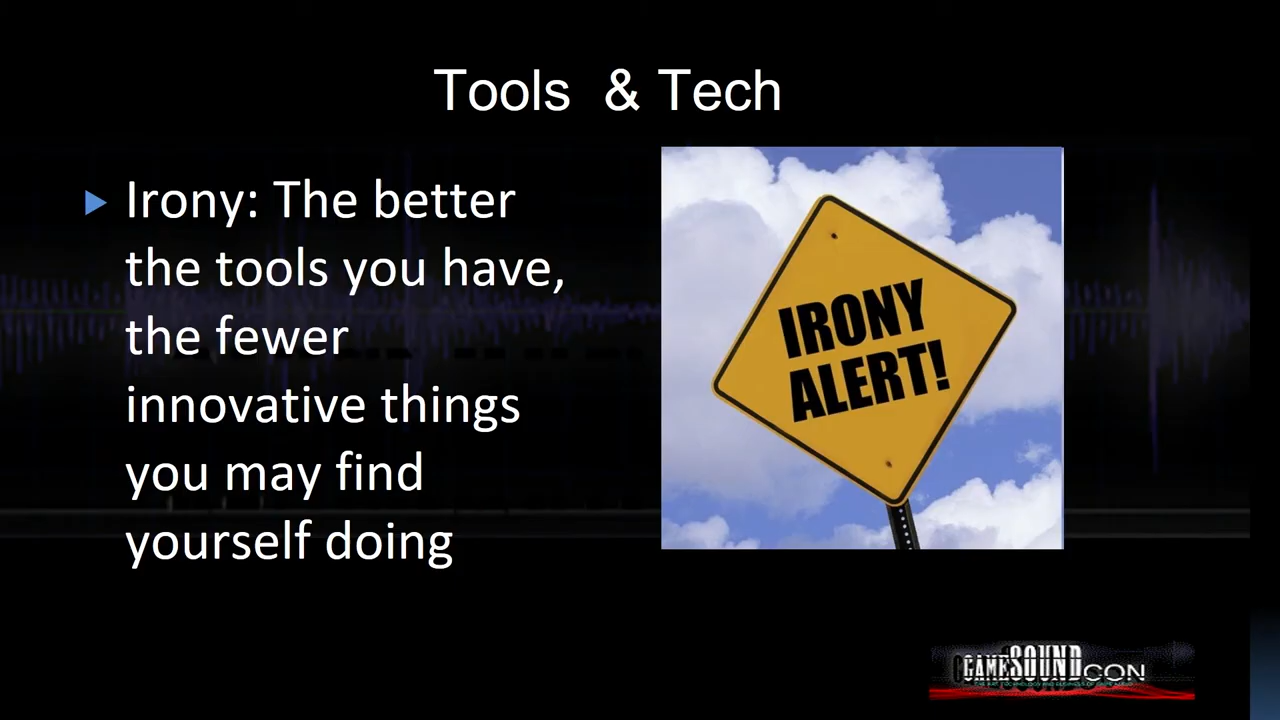 Tools & Tech
Irony: The better
the tools you have,
the fewer
innovative things
you may find
yourself doing
IRONY
ALERT!
GAMESOUNDCON